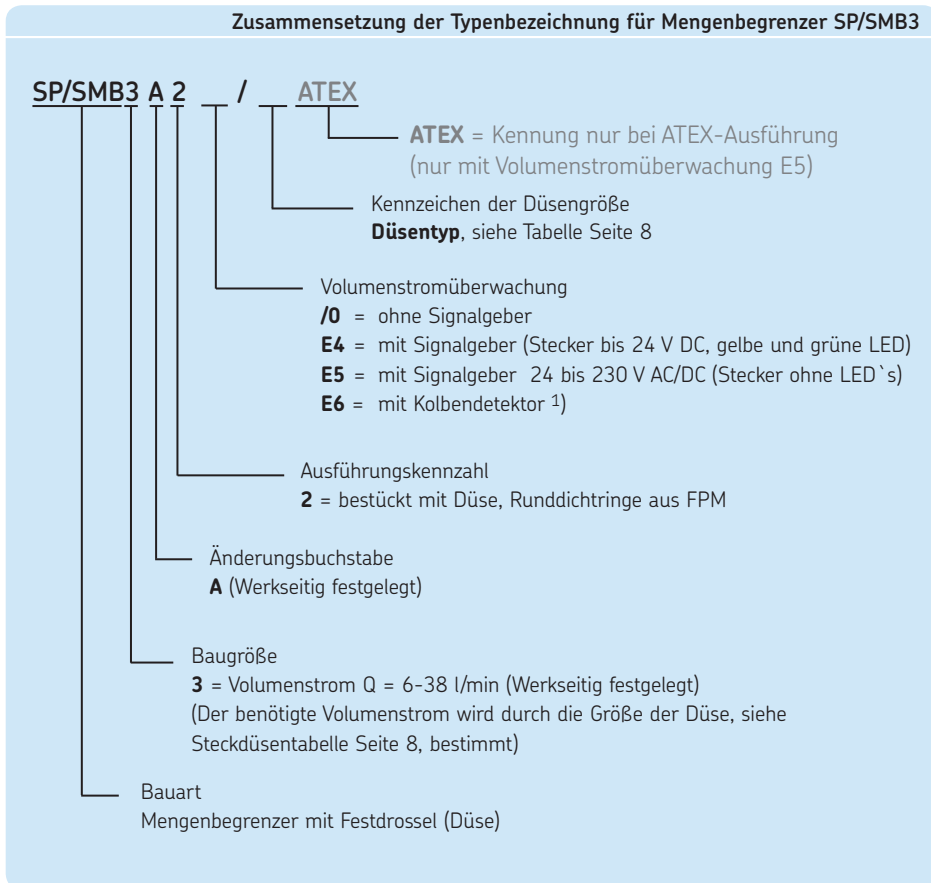 Zusammensetzung der Typenbezeichnung für Mengenbegrenzer SP/SMB3
SP/SMB3 A 2 __ / __ ATEX
ATEX = Kennung nur bei ATEX-Ausführung
(nur mit Volumenstromüberwachung E5)
Kennzeichen der Düsengröße
Düsentyp, siehe Tabelle Seite 8
Volumenstromüberwachung
/0 = ohne Signalgeber
E4 = mit Signalgeber (Stecker bis 24 V DC, gelbe und grüne LED)
E5 = mit Signalgeber 24 bis 230 V AC/DC (Stecker ohne LED`s)
E6 = mit Kolbendetektor 1)
Ausführungskennzahl
2 = bestückt mit Düse, Runddichtringe aus FPM
Änderungsbuchstabe
A (Werkseitig festgelegt)
Baugröße
3 = Volumenstrom Q = 6-38 l/min (Werkseitig festgelegt)
(Der benötigte Volumenstrom wird durch die Größe der Düse, siehe
Steckdüsentabelle Seite 8, bestimmt)
Bauart
Mengenbegrenzer mit Festdrossel (Düse)